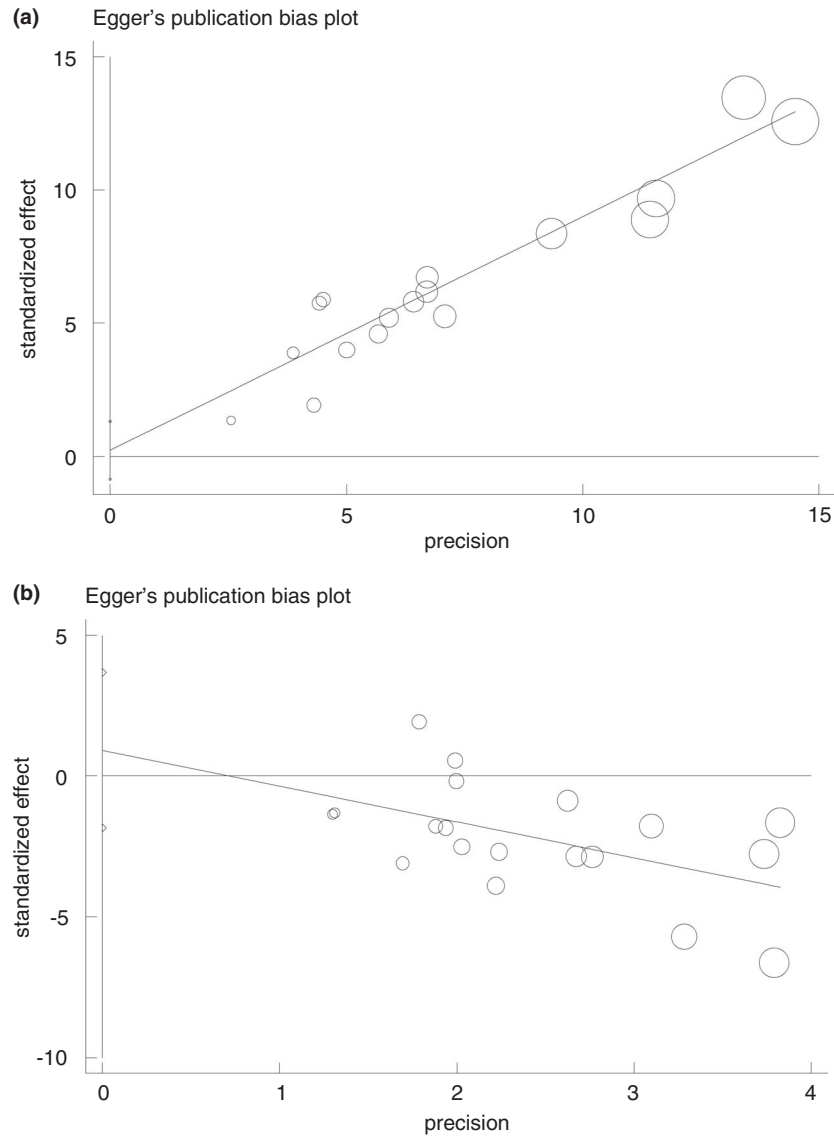 (a) Egger’s publication bias plot
15
10
5
0
standardized effect
0 5 10 15
precision
(b) Egger’s publication bias plot
5
0
-5
-10
standardized effect
0 1 2 3 4
precision